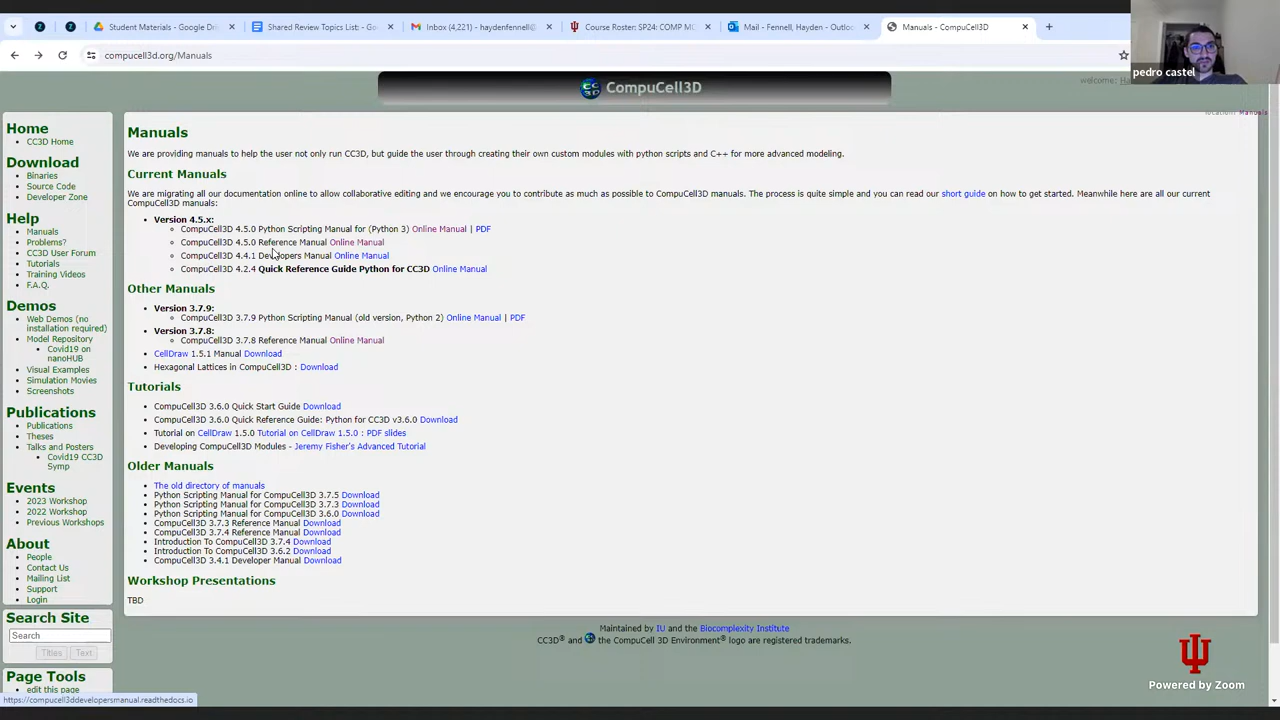 Student Materials - Google Dri
Shared Review Topics List: - Go
Inbox (4,221) - haydenfennell@
Course Roster: SP24: COMP MO
Mail - Fennell, Hayden - Outloo
Manuals - CompuCell3D
compucell3d.org/Manuals
pedro castel
CC3D
CompuCell3D
welcome:
location: Manuals
Home
CC3D Home
Download
Binaries
Source Code
Developer Zone
Help
Manuals
Problems?
CC3D User Forum
Tutorials
Training Videos
F.A.Q.
Demos
Web Demos (no
installation required)
Model Repository
Covid19 on
nanoHUB
Visual Examples
Simulation Movies
Screenshots
Publications
Publications
Theses
Talks and Posters
Covid19 CC3D
Symp
Events
2023 Workshop
2022 Workshop
Previous Workshops
About
People
Contact Us
Mailing List
Support
Login
Search Site
Search
Titles Text
Page Tools
edit this page
https://compucell3ddevelopersmanual.readthedocs.io
Manuals
We are providing manuals to help the user not only run CC3D, but guide the user through creating their own custom modules with python scripts and C++ for more advanced modeling.
Current Manuals
We are migrating all our documentation online to allow collaborative editing and we encourage you to contribute as much as possible to CompuCell3D manuals. The process is quite simple and you can read our short guide on how to get started. Meanwhile here are all our current
CompuCell3D manuals:
Version 4.5.x:
CompuCell3D 4.5.0 Python Scripting Manual for (Python 3) Online Manual | PDF
CompuCell3D 4.5.0 Reference Manual Online Manual
CompuCell3D 4.4.1 Developers Manual Online Manual
CompuCell3D 4.2.4 Quick Reference Guide Python for CC3D Online Manual
Other Manuals
Version 3.7.9:
CompuCell3D 3.7.9 Python Scripting Manual (old version, Python 2) Online Manual | PDF
Version 3.7.8:
CompuCell3D 3.7.8 Reference Manual Online Manual
CellDraw 1.5.1 Manual Download
Hexagonal Lattices in CompuCell3D : Download
Tutorials
CompuCell3D 3.6.0 Quick Start Guide Download
CompuCell3D 3.6.0 Quick Reference Guide: Python for CC3D v3.6.0 Download
Tutorial on CellDraw 1.5.0 Tutorial on CellDraw 1.5.0 : PDF slides
Developing CompuCell3D Modules - Jeremy Fisher's Advanced Tutorial
Older Manuals
The old directory of manuals
Python Scripting Manual for CompuCell3D 3.7.5 Download
Python Scripting Manual for CompuCell3D 3.7.3 Download
Python Scripting Manual for CompuCell3D 3.6.0 Download
CompuCell3D 3.7.3 Reference Manual Download
CompuCell3D 3.7.4 Reference Manual Download
Introduction To CompuCell3D 3.7.4 Download
Introduction To CompuCell3D 3.6.2 Download
CompuCell3D 3.4.1 Developer Manual Download
Workshop Presentations
TBD
Maintained by IU and the Biocomplexity Institute
CC3D® and the CompuCell 3D Environment® logo are registered trademarks.
Powered by Zoom